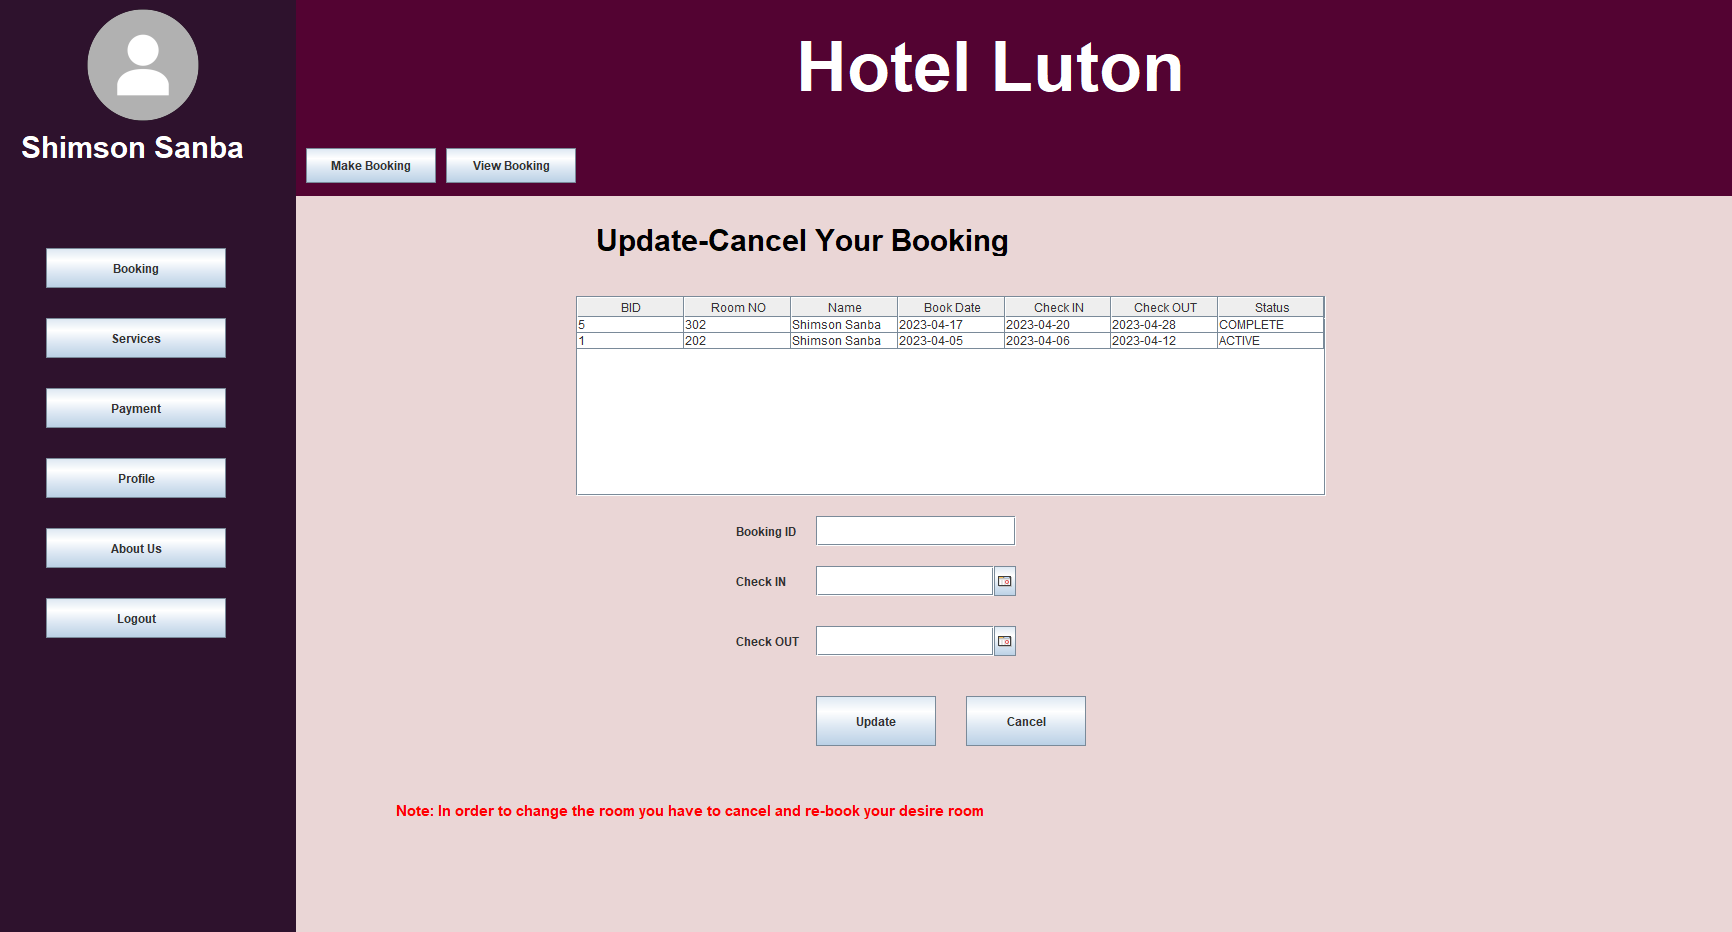 Shimson Sanba
Booking
Services
Payment
Profile
About Us
Logout
Hotel Luton
Make Booking View Booking
Update-Cancel Your Booking
BID Room NO Name Book Date Check IN Check OUT Status
5 302 Shimson Sanba 2023-04-17 2023-04-20 2023-04-28 COMPLETE
1 202 Shimson Sanba 2023-04-05 2023-04-06 2023-04-12 ACTIVE
Booking ID
Check IN
Check OUT
Update Cancel
Note: In order to change the room you have to cancel and re-book your desire room